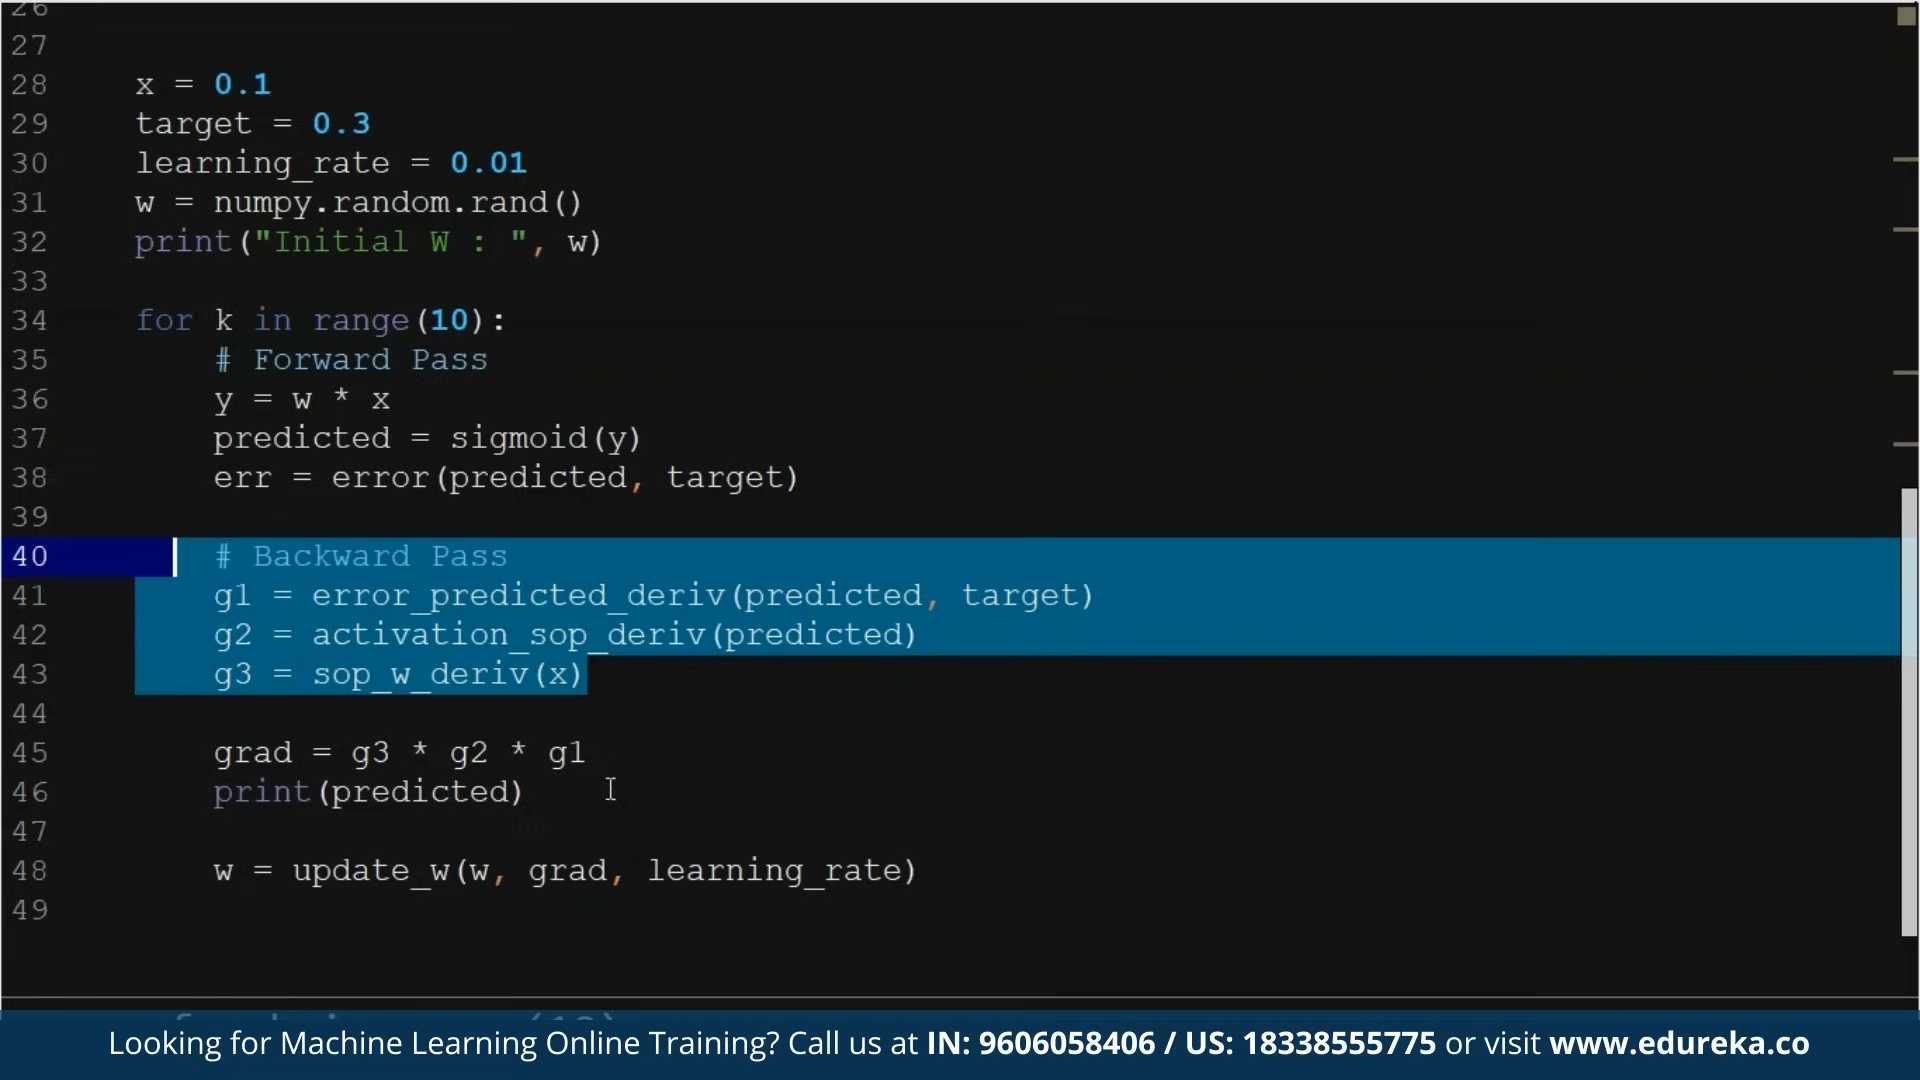 26
27
28 x = 0.1
29 target = 0.3
30 learning_rate = 0.01
31 w = numpy.random.rand()
32 print("Initial W : ", w)
33
34 for k in range(10):
35 # Forward Pass
36 y = w * x
37 predicted = sigmoid(y)
38 err = error(predicted, target)
39
40 # Backward Pass
41 g1 = error_predicted_deriv(predicted, target)
42 g2 = activation_sop_deriv(predicted)
43 g3 = sop_w_deriv(x)
44
45 grad = g3 * g2 * g1
46 print(predicted)
47
48 w = update_w(w, grad, learning_rate)
49
Looking for Machine Learning Online Training? Call us at IN: 9606058406 / US: 18338555775 or visit www.edureka.co